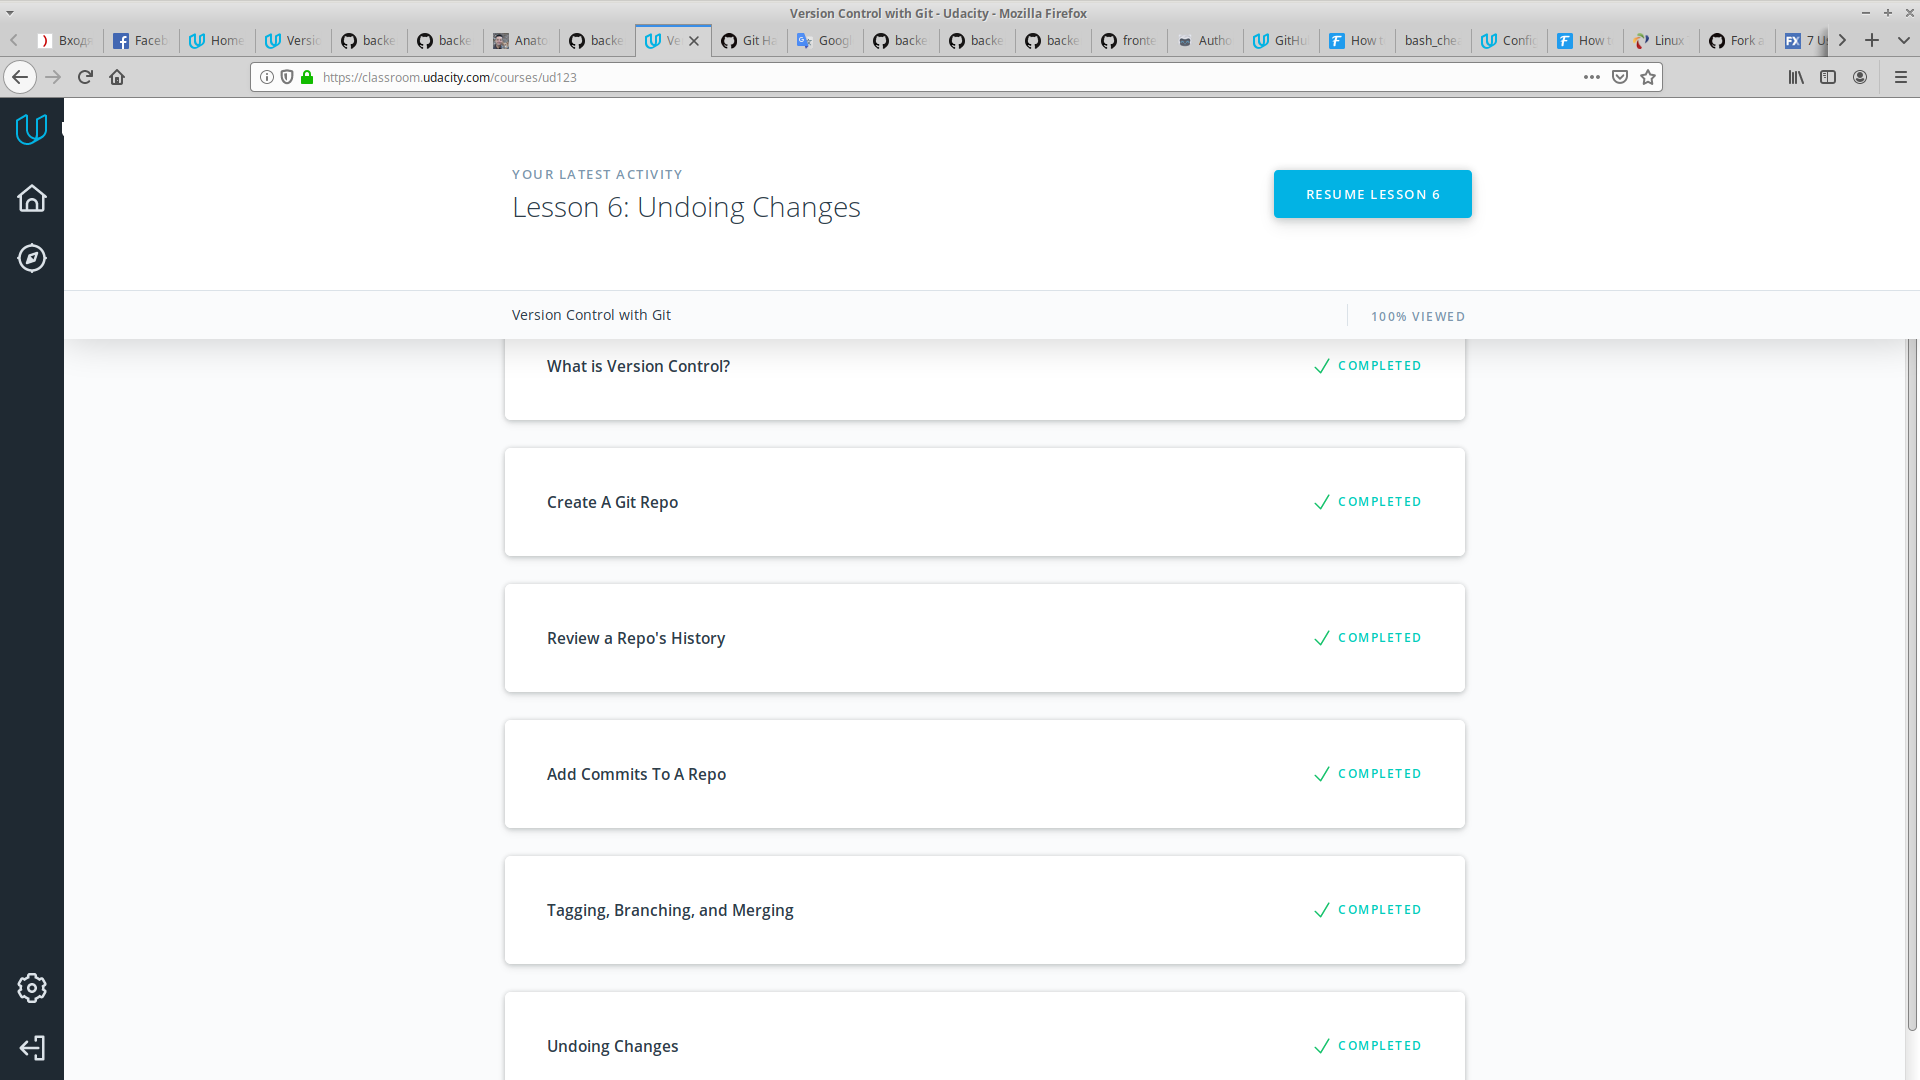 Version Control with Git - Udacity - Mozilla Firefox
Входя Faceb Home Versio backe backe Anato backe Ve Git Ha Googl backe backe backe fronte Autho GitHu How t bash_che Config How t Linux Fork a 7 Us
https://classroom.udacity.com/courses/ud123
YOUR LATEST ACTIVITY
Lesson 6: Undoing Changes
RESUME LESSON 6
Version Control with Git
100% VIEWED
What is Version Control?
COMPLETED
Create A Git Repo
COMPLETED
Review a Repo's History
COMPLETED
Add Commits To A Repo
COMPLETED
Tagging, Branching, and Merging
COMPLETED
Undoing Changes
COMPLETED